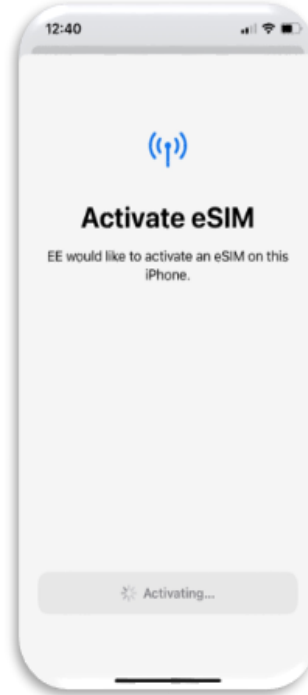 12:40
Activate eSIM
EE would like to activate an eSIM on this
iPhone.
Activating...